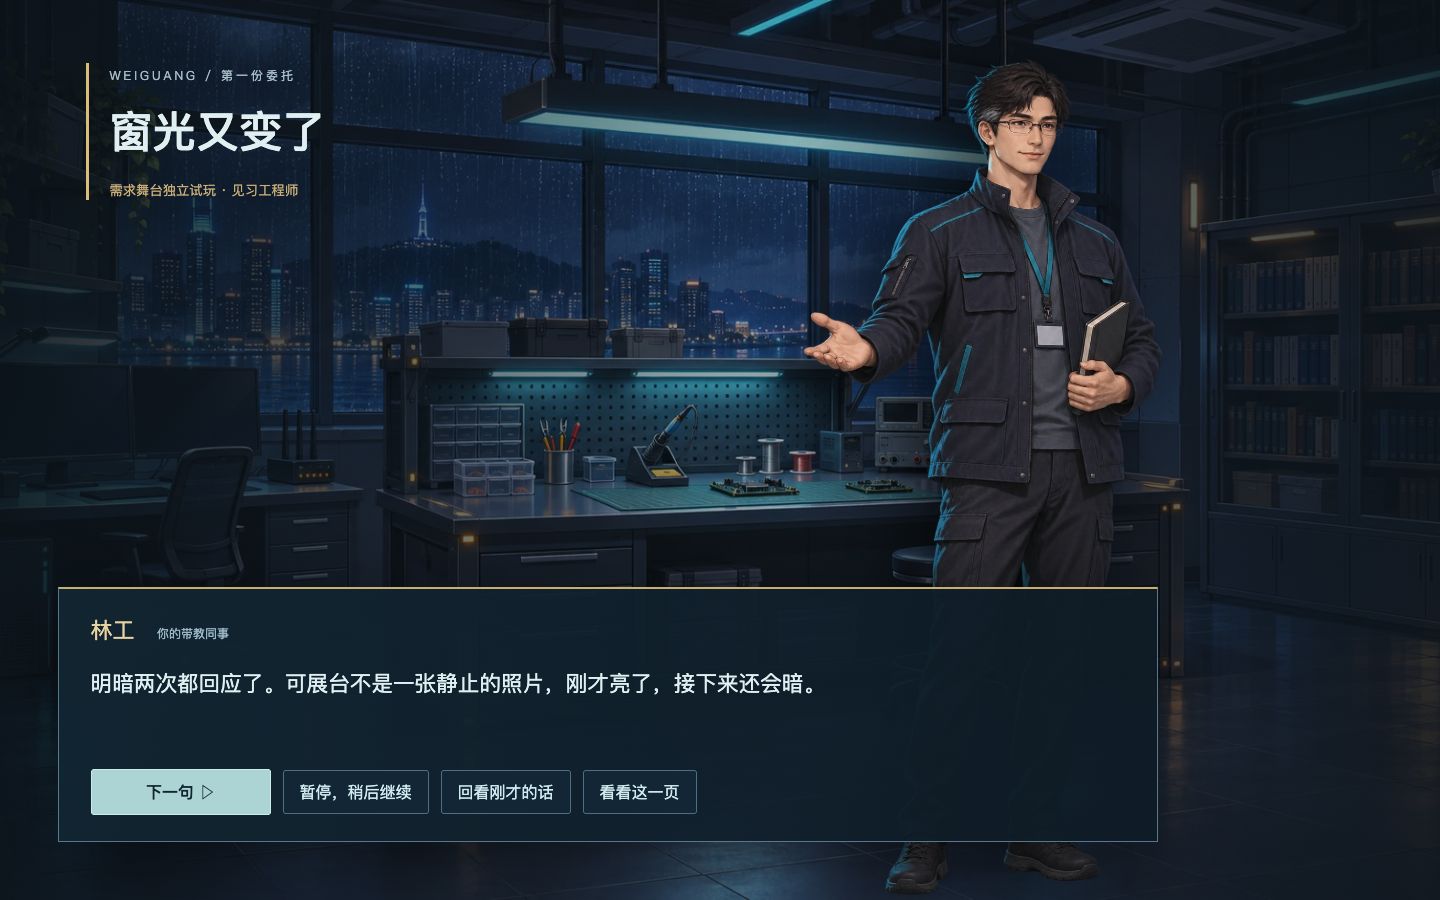 WEIGUANG / 第一份委托
窗光又变了
需求舞台独立试玩 · 见习工程师
林工 你的带教同事
明暗两次都回应了。可展台不是一张静止的照片，刚才亮了，接下来还会暗。
下一句 ▷ 暂停，稍后继续 回看刚才的话 看看这一页